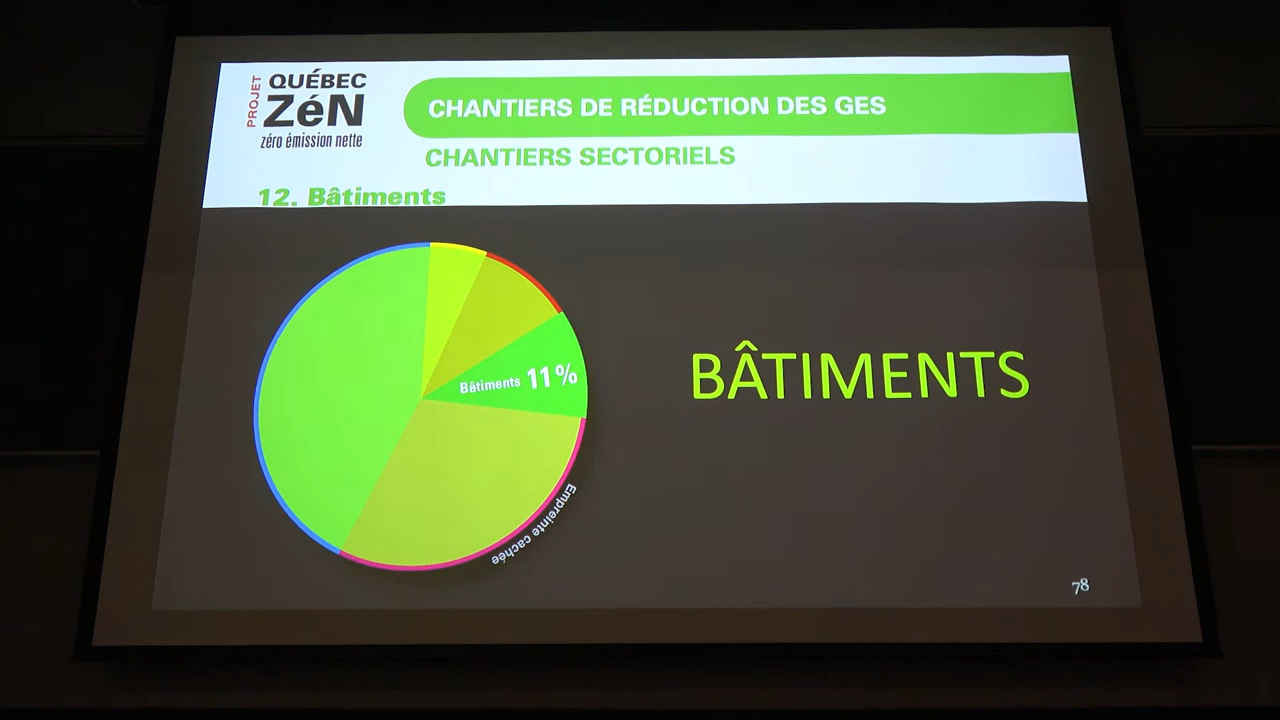 PROJET
QUÉBEC
ZéN
zéro émission nette
CHANTIERS DE RÉDUCTION DES GES
CHANTIERS SECTORIELS
12. Bâtiments
Bâtiments 11%
Empreinte cachée
BÂTIMENTS
78